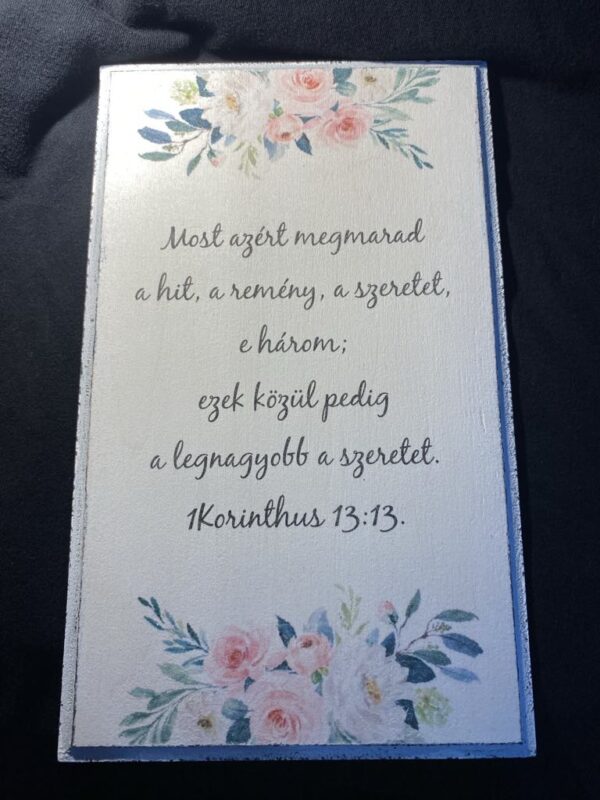 Most azért megmarad
a hit, a remény, a szeretet,
e három;
ezek közül pedig
a legnagyobb a szeretet.
1Korinthus 13:13.